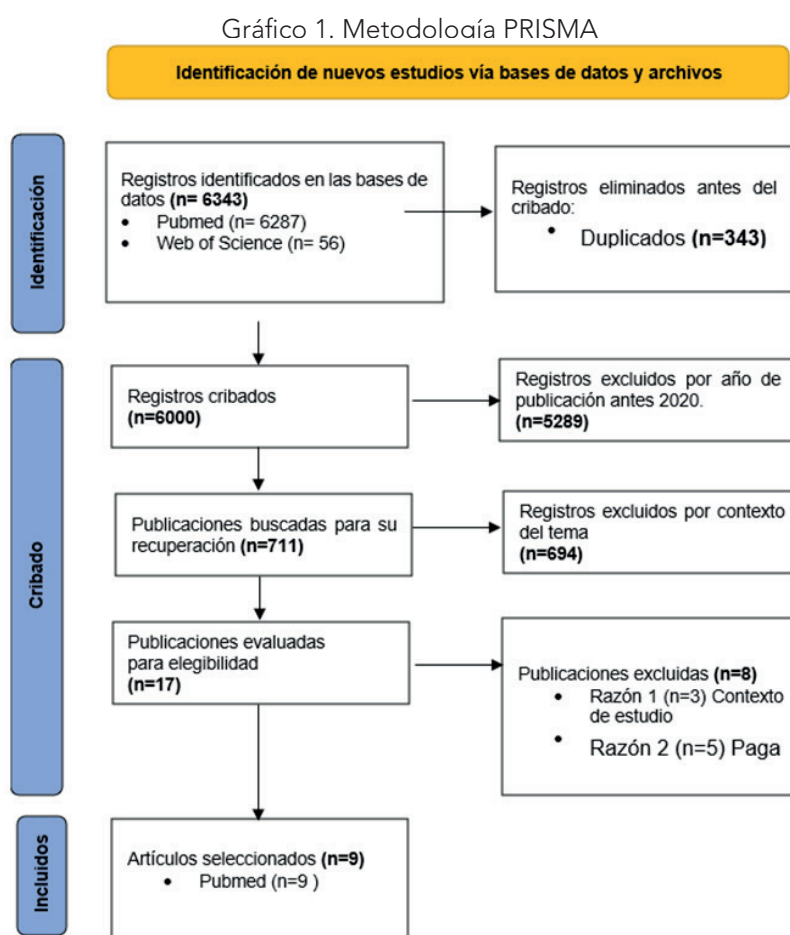 Gráfico 1. Metodología PRISMA
Identificación de nuevos estudios vía bases de datos y archivos
Identificación
Registros identificados en las bases de
datos (n= 6343)
• Pubmed (n= 6287)
• Web of Science (n= 56)
Registros eliminados antes del
cribado:
• Duplicados (n=343)
Cribado
Registros cribados
(n=6000)
Registros excluidos por año de
publicación antes 2020.
(n=5289)
Publicaciones buscadas para su
recuperación (n=711)
Registros excluidos por contexto
del tema
(n=694)
Publicaciones evaluadas
para elegibilidad
(n=17)
Publicaciones excluidas (n=8)
• Razón 1 (n=3) Contexto
de estudio
• Razón 2 (n=5) Paga
Incluidos
Artículos seleccionados (n=9)
• Pubmed (n=9 )